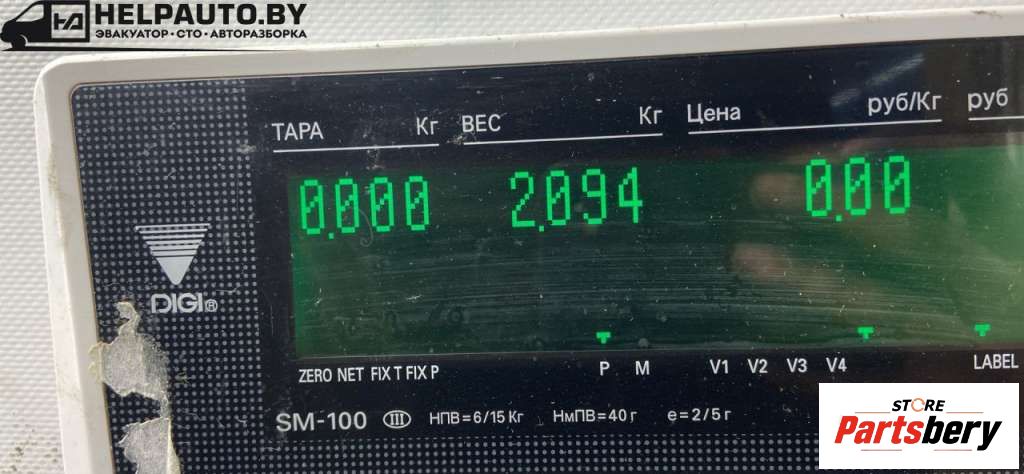 HELPAUTO.BY
ЭВАКУАТОР • СТО • АВТОРАЗБОРКА
ТАРА Кг ВЕС Кг Цена руб/Кг руб
0.000 2.094 0.00
DIGI®
ZERO NET FIX T FIX P P M V1 V2 V3 V4 LABEL
SM-100 III НПВ=6/15 Кг НмПВ=40 г е=2/5 г
STORE
Partsbery